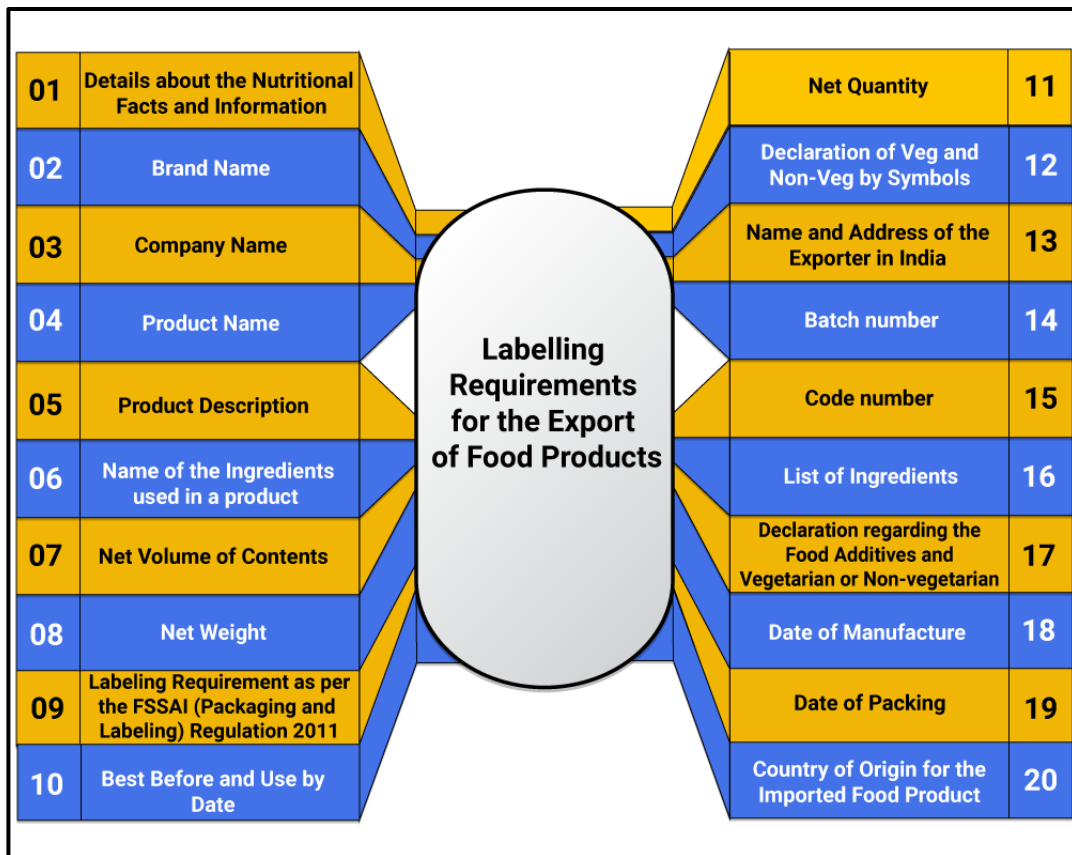 01
Details about the Nutritional
Facts and Information
02
Brand Name
03
Company Name
04
Product Name
05
Product Description
06
Name of the Ingredients
used in a product
07
Net Volume of Contents
08
Net Weight
09
Labeling Requirement as per
the FSSAI (Packaging and
Labeling) Regulation 2011
10
Best Before and Use by
Date
Labelling
Requirements
for the Export
of Food Products
Net Quantity
11
Declaration of Veg and
Non-Veg by Symbols
12
Name and Address of the
Exporter in India
13
Batch number
14
Code number
15
List of Ingredients
16
Declaration regarding the
Food Additives and
Vegetarian or Non-vegetarian
17
Date of Manufacture
18
Date of Packing
19
Country of Origin for the
Imported Food Product
20